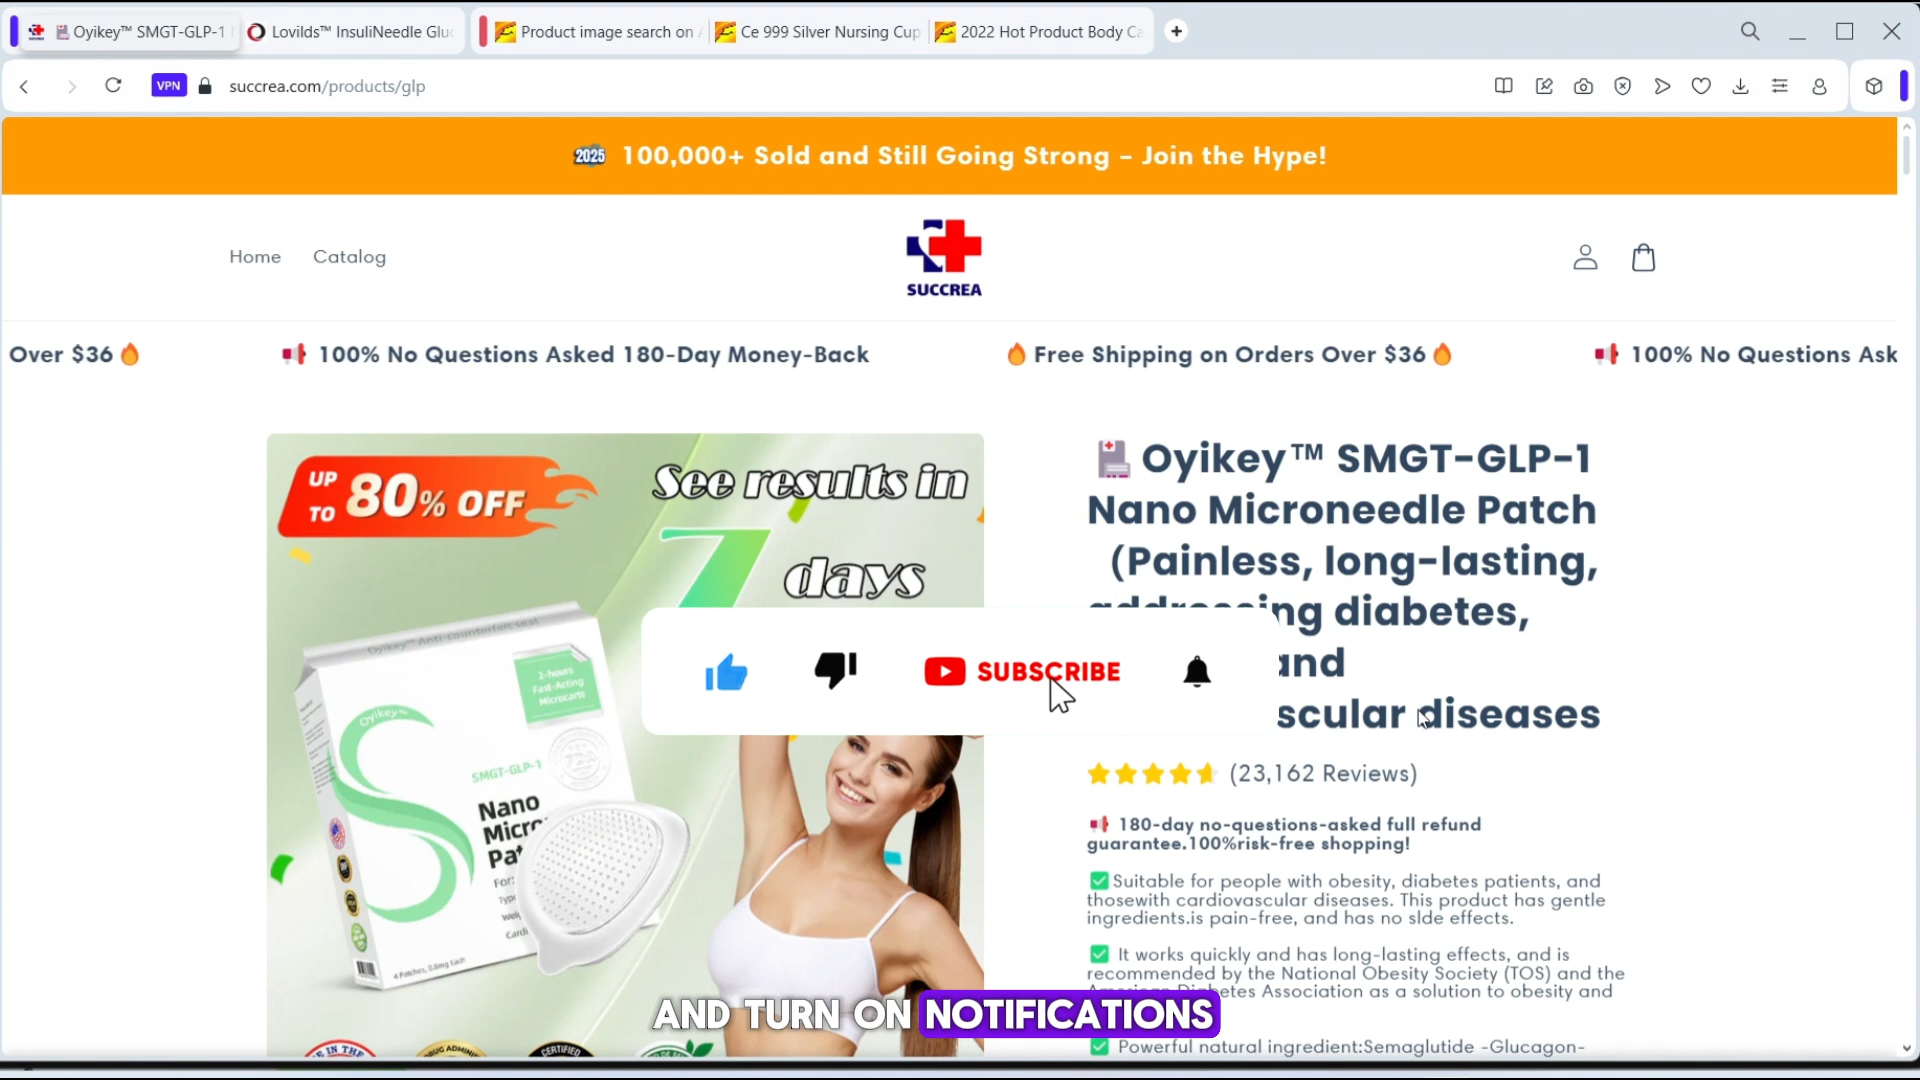 Oyikey™ SMGT-GLP-1
Lovilds™ InsuliNeedle Glu
Product image search on
Ce 999 Silver Nursing Cup
2022 Hot Product Body Ca
VPN
succrea.com/products/glp
2025 100,000+ Sold and Still Going Strong – Join the Hype!
Home
Catalog
SUCCREA
Over $36
100% No Questions Asked 180-Day Money-Back
Free Shipping on Orders Over $36
100% No Questions Ask
UP TO 80% OFF
See results in
7
days
Oyikey™ Anti-counterfeit seal
2-hours
Fast-Acting
Microcarts
Oyikey™
SMGT-GLP-1
Nano
Micro
Pat
For:
4 Patches, 0.8mg Each
Oyikey™ SMGT-GLP-1
Nano Microneedle Patch
(Painless, long-lasting,
addressing diabetes,
and
scular diseases
SUBSCRIBE
(23,162 Reviews)
180-day no-questions-asked full refund
guarantee.100%risk-free shopping!
Suitable for people with obesity, diabetes patients, and
thosewith cardiovascular diseases. This product has gentle
ingredients.is pain-free, and has no slde effects.
It works quickly and has long-lasting effects, and is
recommended by the National Obesity Society (TOS) and the
American Diabetes Association as a solution to obesity and
AND TURN ON NOTIFICATIONS
Powerful natural ingredient:Semaglutide -Glucagon-
E IN THE
UG ADMIN
CERTIFIED